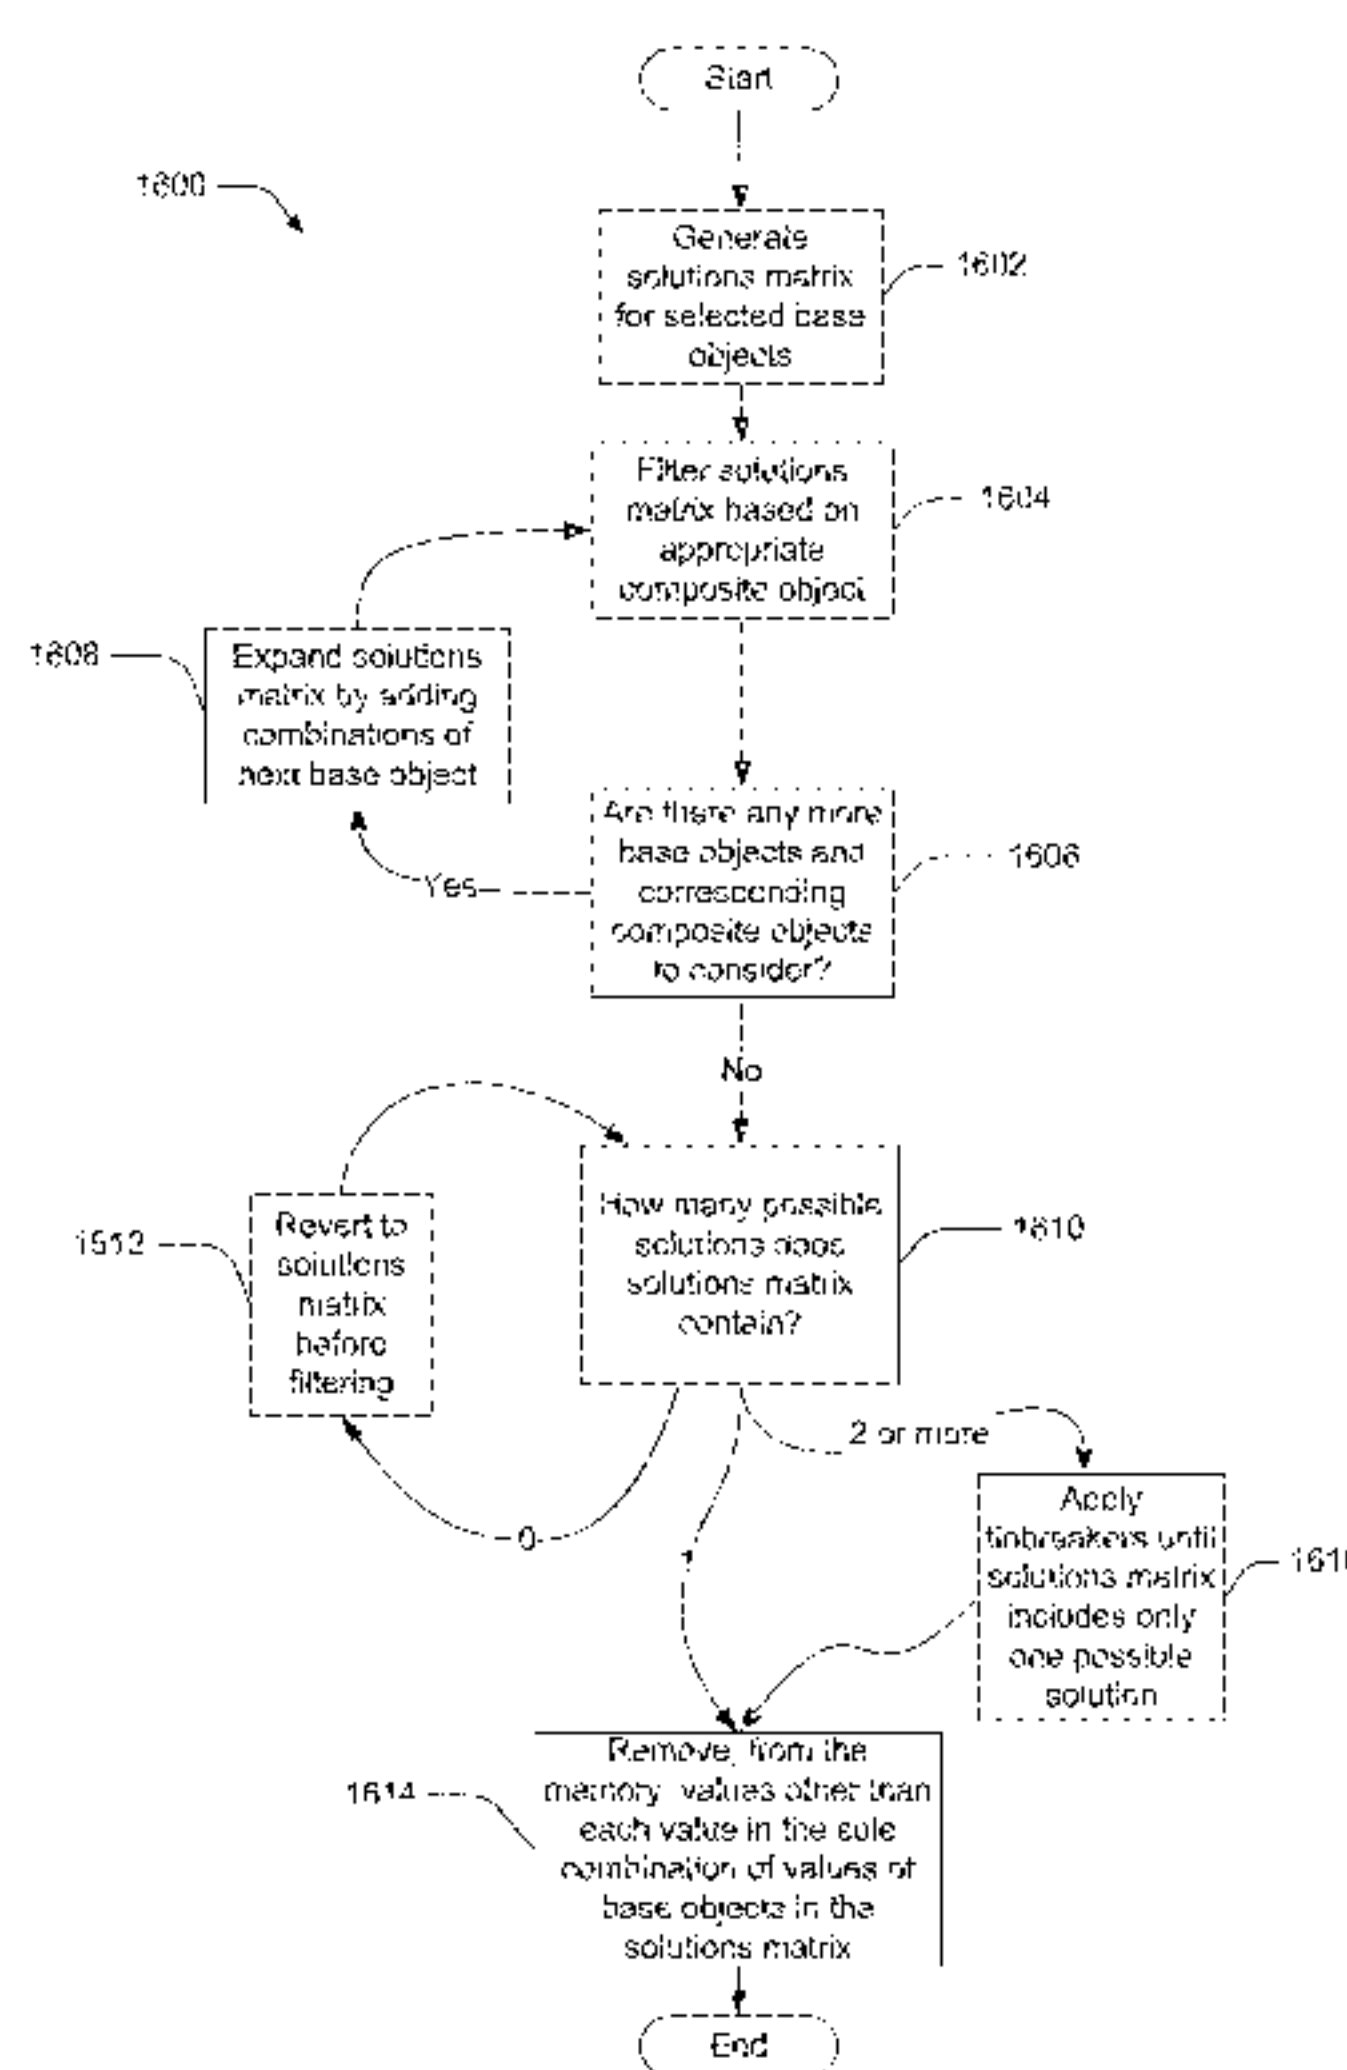 Start
1600
Generate
solutions matrix
for selected base
objects
1602
Filter solutions
matrix based on
appropriate
composite object
1604
1608
Expand solutions
matrix by adding
combinations of
next base object
Are there any more
base objects and
corresponding
composite objects
to consider?
1606
Yes
No
How many possible
solutions does
solutions matrix
contain?
1610
1612
Revert to
solutions
matrix
before
filtering
0
1
2 or more
Apply
tiebreakers until
solutions matrix
includes only
one possible
solution
Remove, from the
memory, values other than
each value in the sole
combination of values of
base objects in the
solutions matrix
1614
End